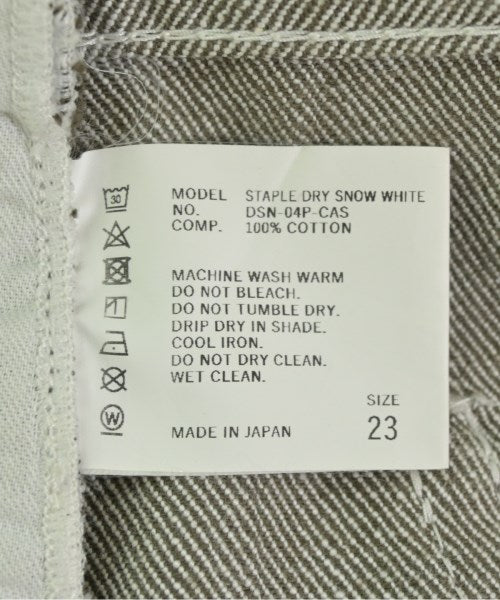 MODEL STAPLE DRY SNOW WHITE
NO. DSN-04P-CAS
COMP. 100% COTTON
30
MACHINE WASH WARM
DO NOT BLEACH.
DO NOT TUMBLE DRY.
DRIP DRY IN SHADE.
COOL IRON.
DO NOT DRY CLEAN.
WET CLEAN.
W
SIZE
MADE IN JAPAN 23